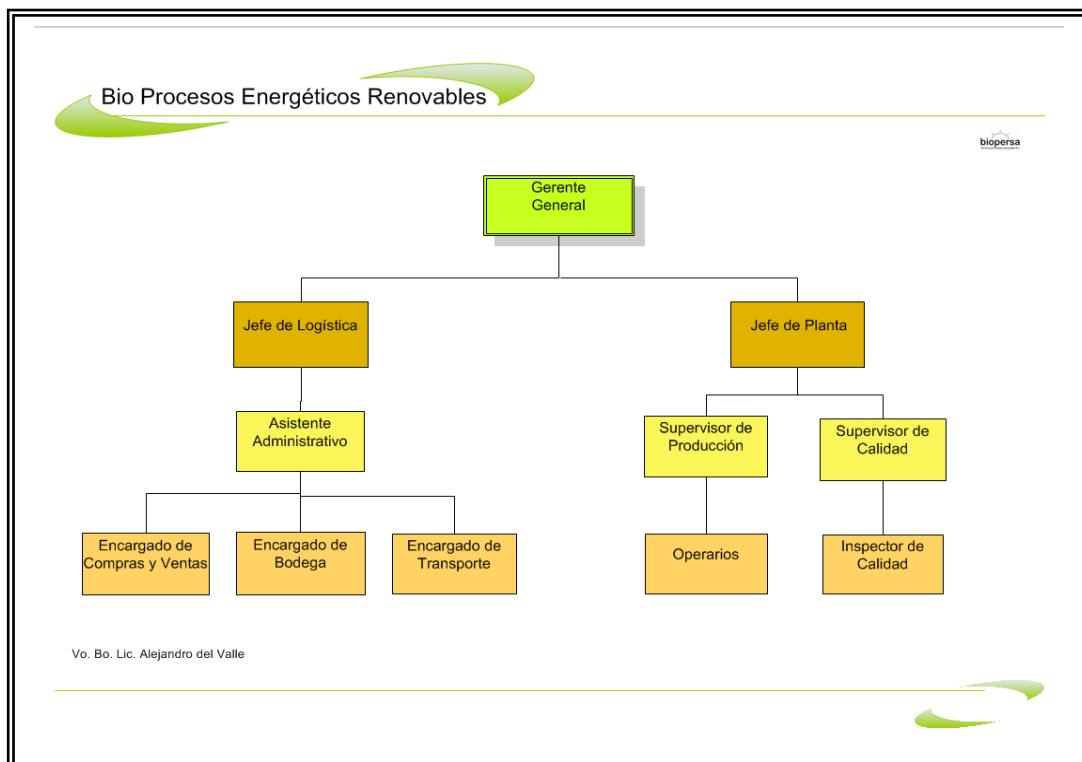 Bio Procesos Energéticos Renovables
biopersa
Gerente
General
Jefe de Logística
Jefe de Planta
Asistente
Administrativo
Supervisor de
Producción
Supervisor de
Calidad
Encargado de
Compras y Ventas
Encargado de
Bodega
Encargado de
Transporte
Operarios
Inspector de
Calidad
Vo. Bo. Lic. Alejandro del Valle